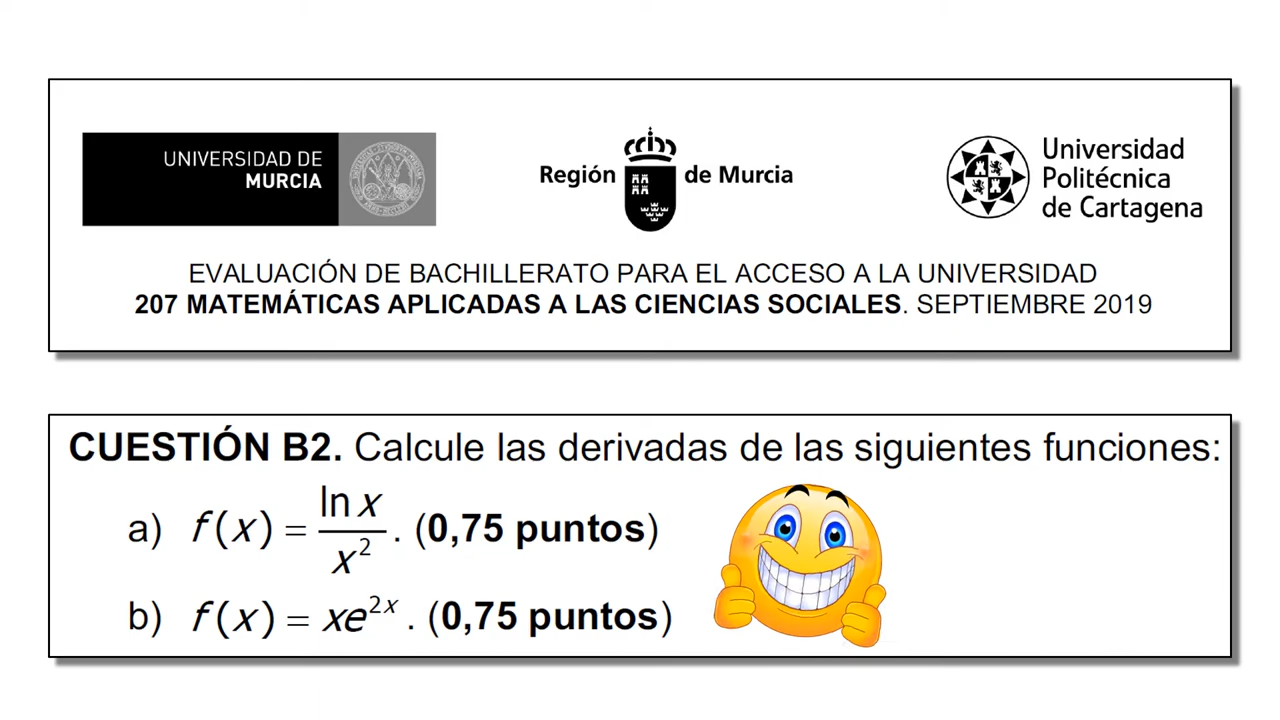 UNIVERSIDAD DE
MURCIA
Región de Murcia
Universidad
Politécnica
de Cartagena
EVALUACIÓN DE BACHILLERATO PARA EL ACCESO A LA UNIVERSIDAD
207 MATEMÁTICAS APLICADAS A LAS CIENCIAS SOCIALES. SEPTIEMBRE 2019
CUESTIÓN B2. Calcule las derivadas de las siguientes funciones:
a) f(x) = ln x / x². (0,75 puntos)
b) f(x) = xe²ˣ. (0,75 puntos)